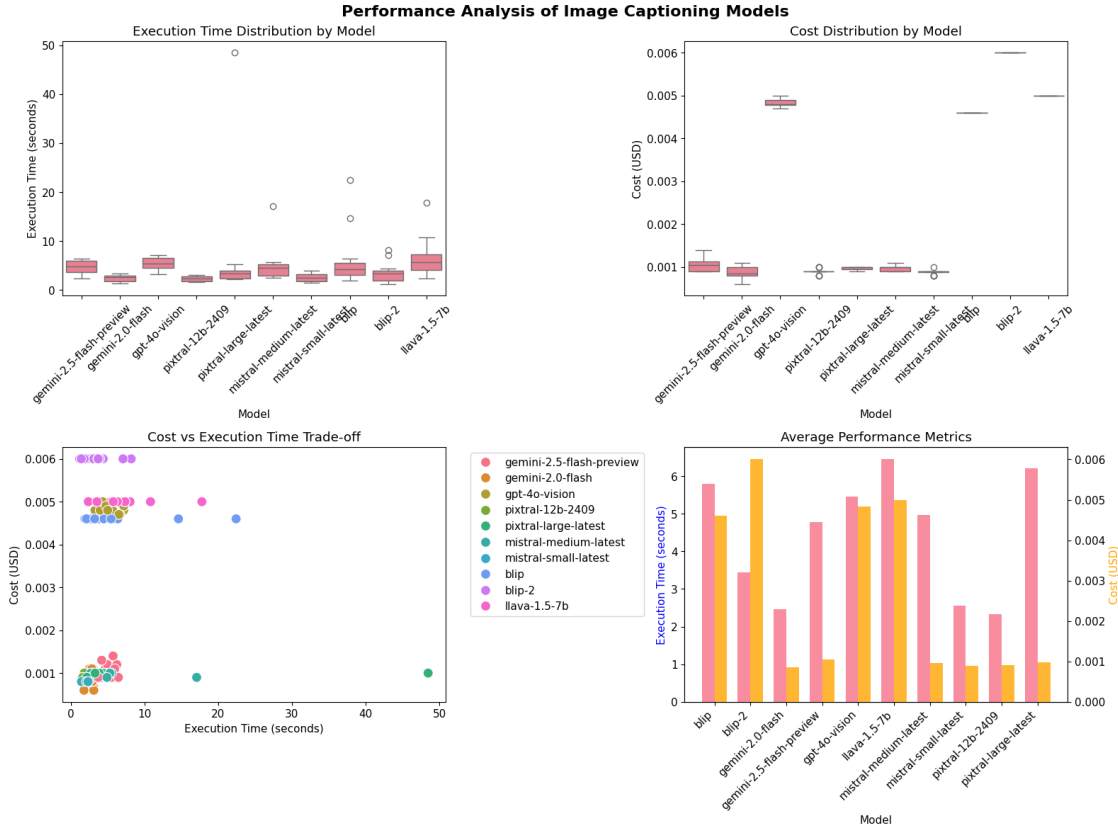 Performance Analysis of Image Captioning Models
Execution Time Distribution by Model
Execution Time (seconds)
50
40
30
20
10
0
gemini-2.5-flash-preview
gemini-2.0-flash
gpt-4o-vision
pixtral-12b-2409
pixtral-large-latest
mistral-medium-latest
mistral-small-latest
blip
blip-2
llava-1.5-7b
Model
Cost Distribution by Model
Cost (USD)
0.006
0.005
0.004
0.003
0.002
0.001
gemini-2.5-flash-preview
gemini-2.0-flash
gpt-4o-vision
pixtral-12b-2409
pixtral-large-latest
mistral-medium-latest
mistral-small-latest
blip
blip-2
llava-1.5-7b
Model
Cost vs Execution Time Trade-off
Cost (USD)
0.006
0.005
0.004
0.003
0.002
0.001
0 10 20 30 40 50
Execution Time (seconds)
gemini-2.5-flash-preview
gemini-2.0-flash
gpt-4o-vision
pixtral-12b-2409
pixtral-large-latest
mistral-medium-latest
mistral-small-latest
blip
blip-2
llava-1.5-7b
Average Performance Metrics
Execution Time (seconds)
6
5
4
3
2
1
0
Cost (USD)
0.006
0.005
0.004
0.003
0.002
0.001
0.000
blip
blip-2
gemini-2.0-flash
gemini-2.5-flash-preview
gpt-4o-vision
llava-1.5-7b
mistral-medium-latest
mistral-small-latest
pixtral-12b-2409
pixtral-large-latest
Model